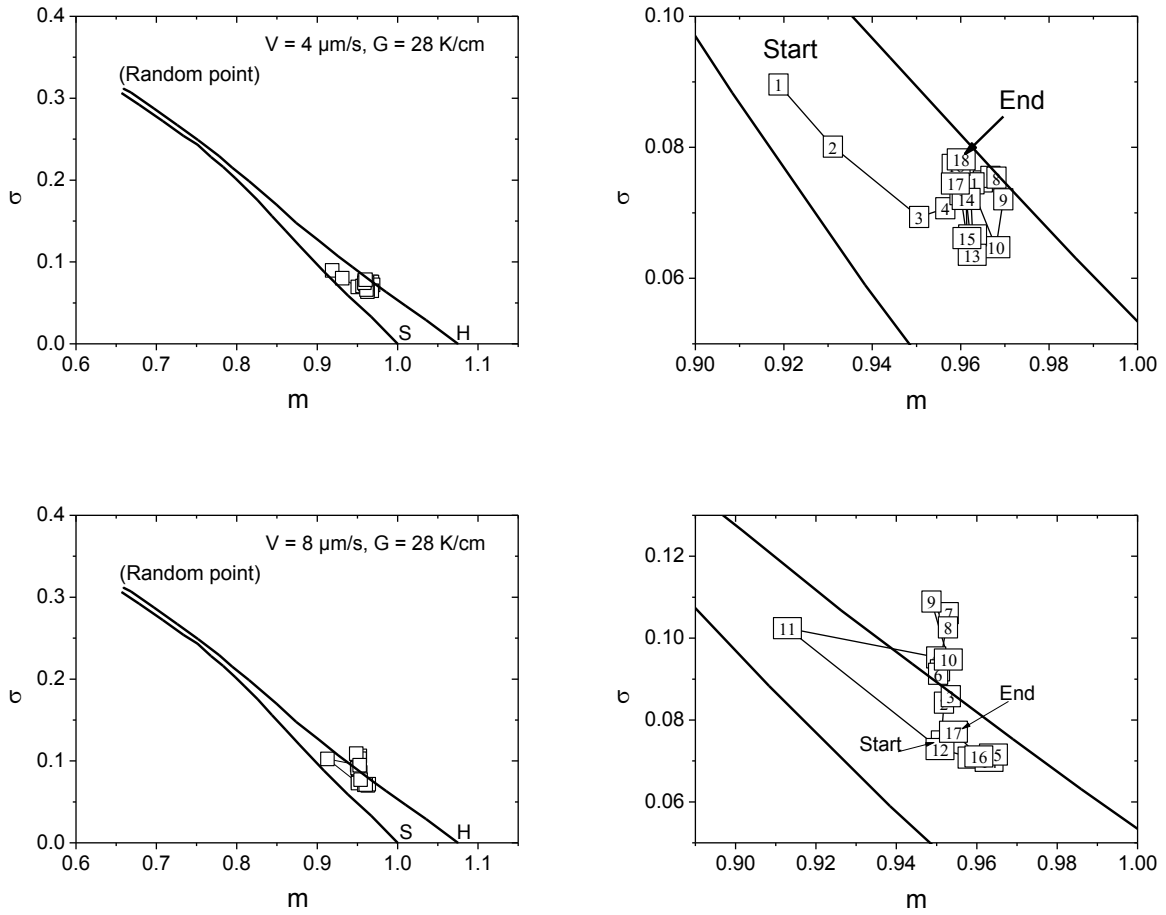 0.4
0.3
0.2
0.1
0.0
σ
V = 4 µm/s, G = 28 K/cm
(Random point)
S
H
0.6 0.7 0.8 0.9 1.0 1.1
m
0.10
0.08
0.06
σ
Start
End
1
2
3
4
18
17
1
8
14
9
15
10
13
0.90 0.92 0.94 0.96 0.98 1.00
m
0.4
0.3
0.2
0.1
0.0
σ
V = 8 µm/s, G = 28 K/cm
(Random point)
S
H
0.6 0.7 0.8 0.9 1.0 1.1
m
0.12
0.10
0.08
0.06
σ
9
7
8
11
10
6
3
2
End
17
Start
12
16
5
0.90 0.92 0.94 0.96 0.98 1.00
m